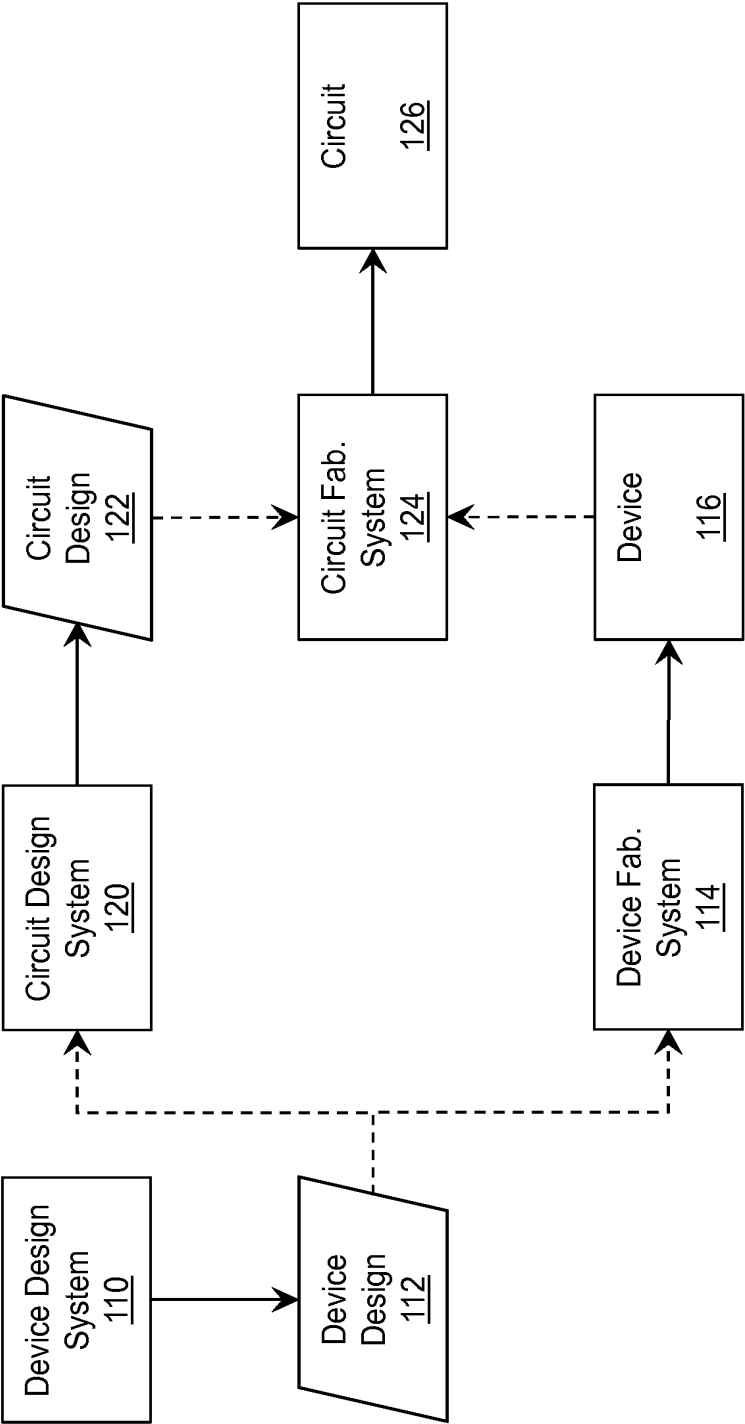 Device Design
System
110
Device
Design
112
Circuit Design
System
120
Device Fab.
System
114
Circuit
Design
122
Circuit Fab.
System
124
Device
116
Circuit
126